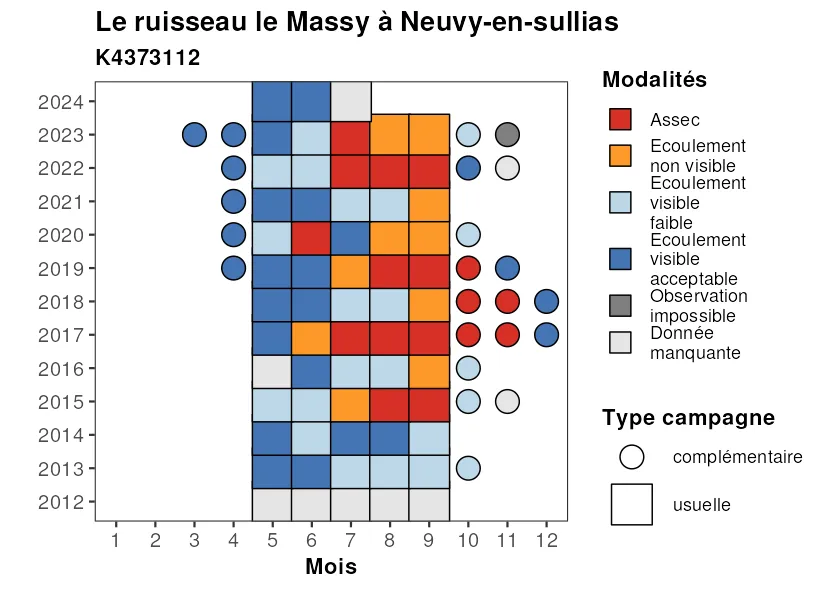 Le ruisseau le Massy à Neuvy-en-sullias
K4373112
2024
2023
2022
2021
2020
2019
2018
2017
2016
2015
2014
2013
2012
1 2 3 4 5 6 7 8 9 10 11 12
Mois
Modalités
Assec
Ecoulement
non visible
Ecoulement
visible
faible
Ecoulement
visible
acceptable
Observation
impossible
Donnée
manquante
Type campagne
complémentaire
usuelle